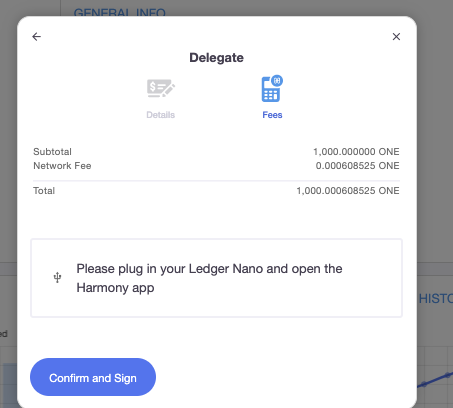 GENERAL INFO
Delegate
Details
Fees
Subtotal 1,000.000000 ONE
Network Fee 0.000608525 ONE
Total 1,000.000608525 ONE
Please plug in your Ledger Nano and open the
Harmony app
HISTO
ed
Confirm and Sign